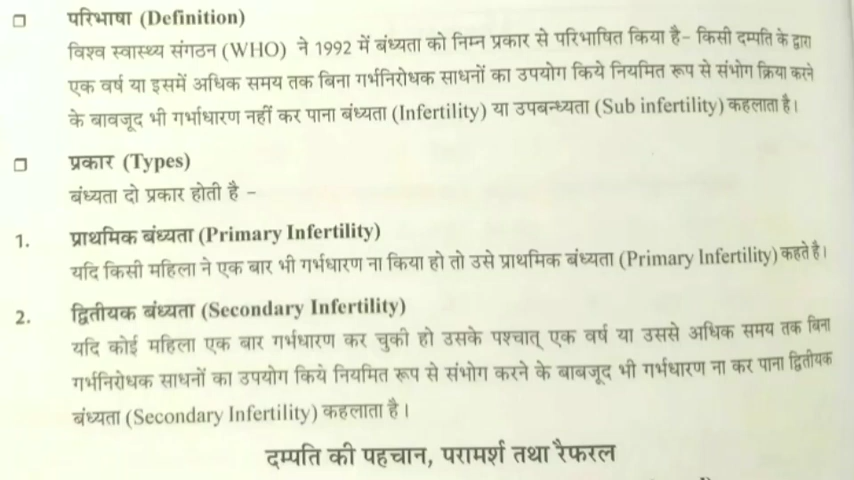 ❒ परिभाषा (Definition)
विश्व स्वास्थ्य संगठन (WHO) ने 1992 में बंध्यता को निम्न प्रकार से परिभाषित किया है– किसी दम्पति के द्वारा
एक वर्ष या इसमें अधिक समय तक बिना गर्भनिरोधक साधनों का उपयोग किये नियमित रूप से संभोग क्रिया करने
के बावजूद भी गर्भाधारण नहीं कर पाना बंध्यता (Infertility) या उपबन्ध्यता (Sub infertility) कहलाता है।
❒ प्रकार (Types)
बंध्यता दो प्रकार होती है –
1. प्राथमिक बंध्यता (Primary Infertility)
यदि किसी महिला ने एक बार भी गर्भधारण ना किया हो तो उसे प्राथमिक बंध्यता (Primary Infertility) कहते है।
2. द्वितीयक बंध्यता (Secondary Infertility)
यदि कोई महिला एक बार गर्भधारण कर चुकी हो उसके पश्चात् एक वर्ष या उससे अधिक समय तक बिना
गर्भनिरोधक साधनों का उपयोग किये नियमित रूप से संभोग करने के बाबजूद भी गर्भधारण ना कर पाना द्वितीयक
बंध्यता (Secondary Infertility) कहलाता है।
दम्पति की पहचान, परामर्श तथा रैफरल